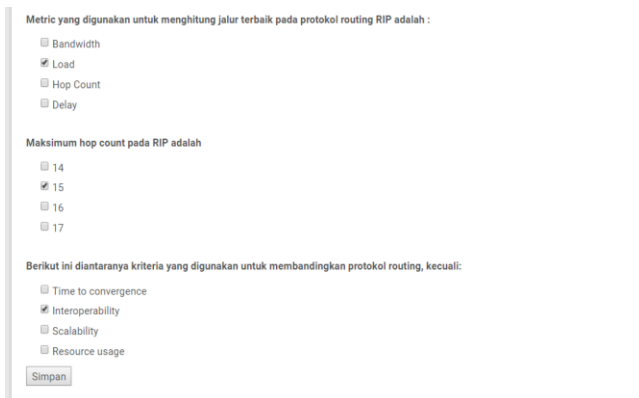 Metric yang digunakan untuk menghitung jalur terbaik pada protokol routing RIP adalah :
Bandwidth
Load
Hop Count
Delay
Maksimum hop count pada RIP adalah
14
15
16
17
Berikut ini diantaranya kriteria yang digunakan untuk membandingkan protokol routing, kecuali:
Time to convergence
Interoperability
Scalability
Resource usage
Simpan